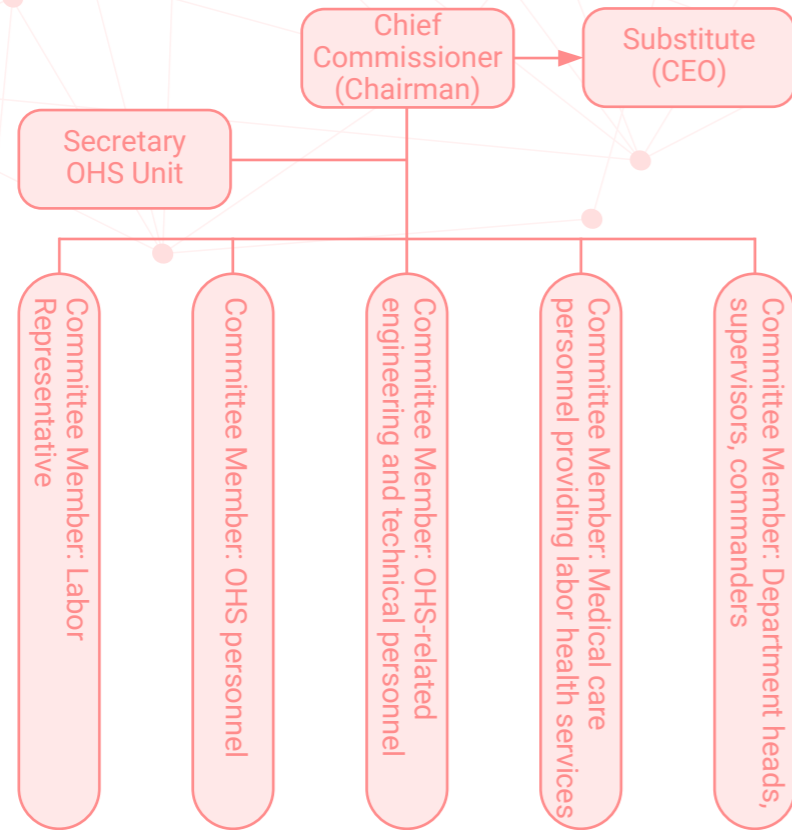 Chief
Commissioner
(Chairman)
Substitute
(CEO)
Secretary
OHS Unit
Committee Member: Labor
Representative
Committee Member: OHS personnel
Committee Member: OHS-related
engineering and technical personnel
Committee Member: Medical care
personnel providing labor health services
Committee Member: Department heads,
supervisors, commanders